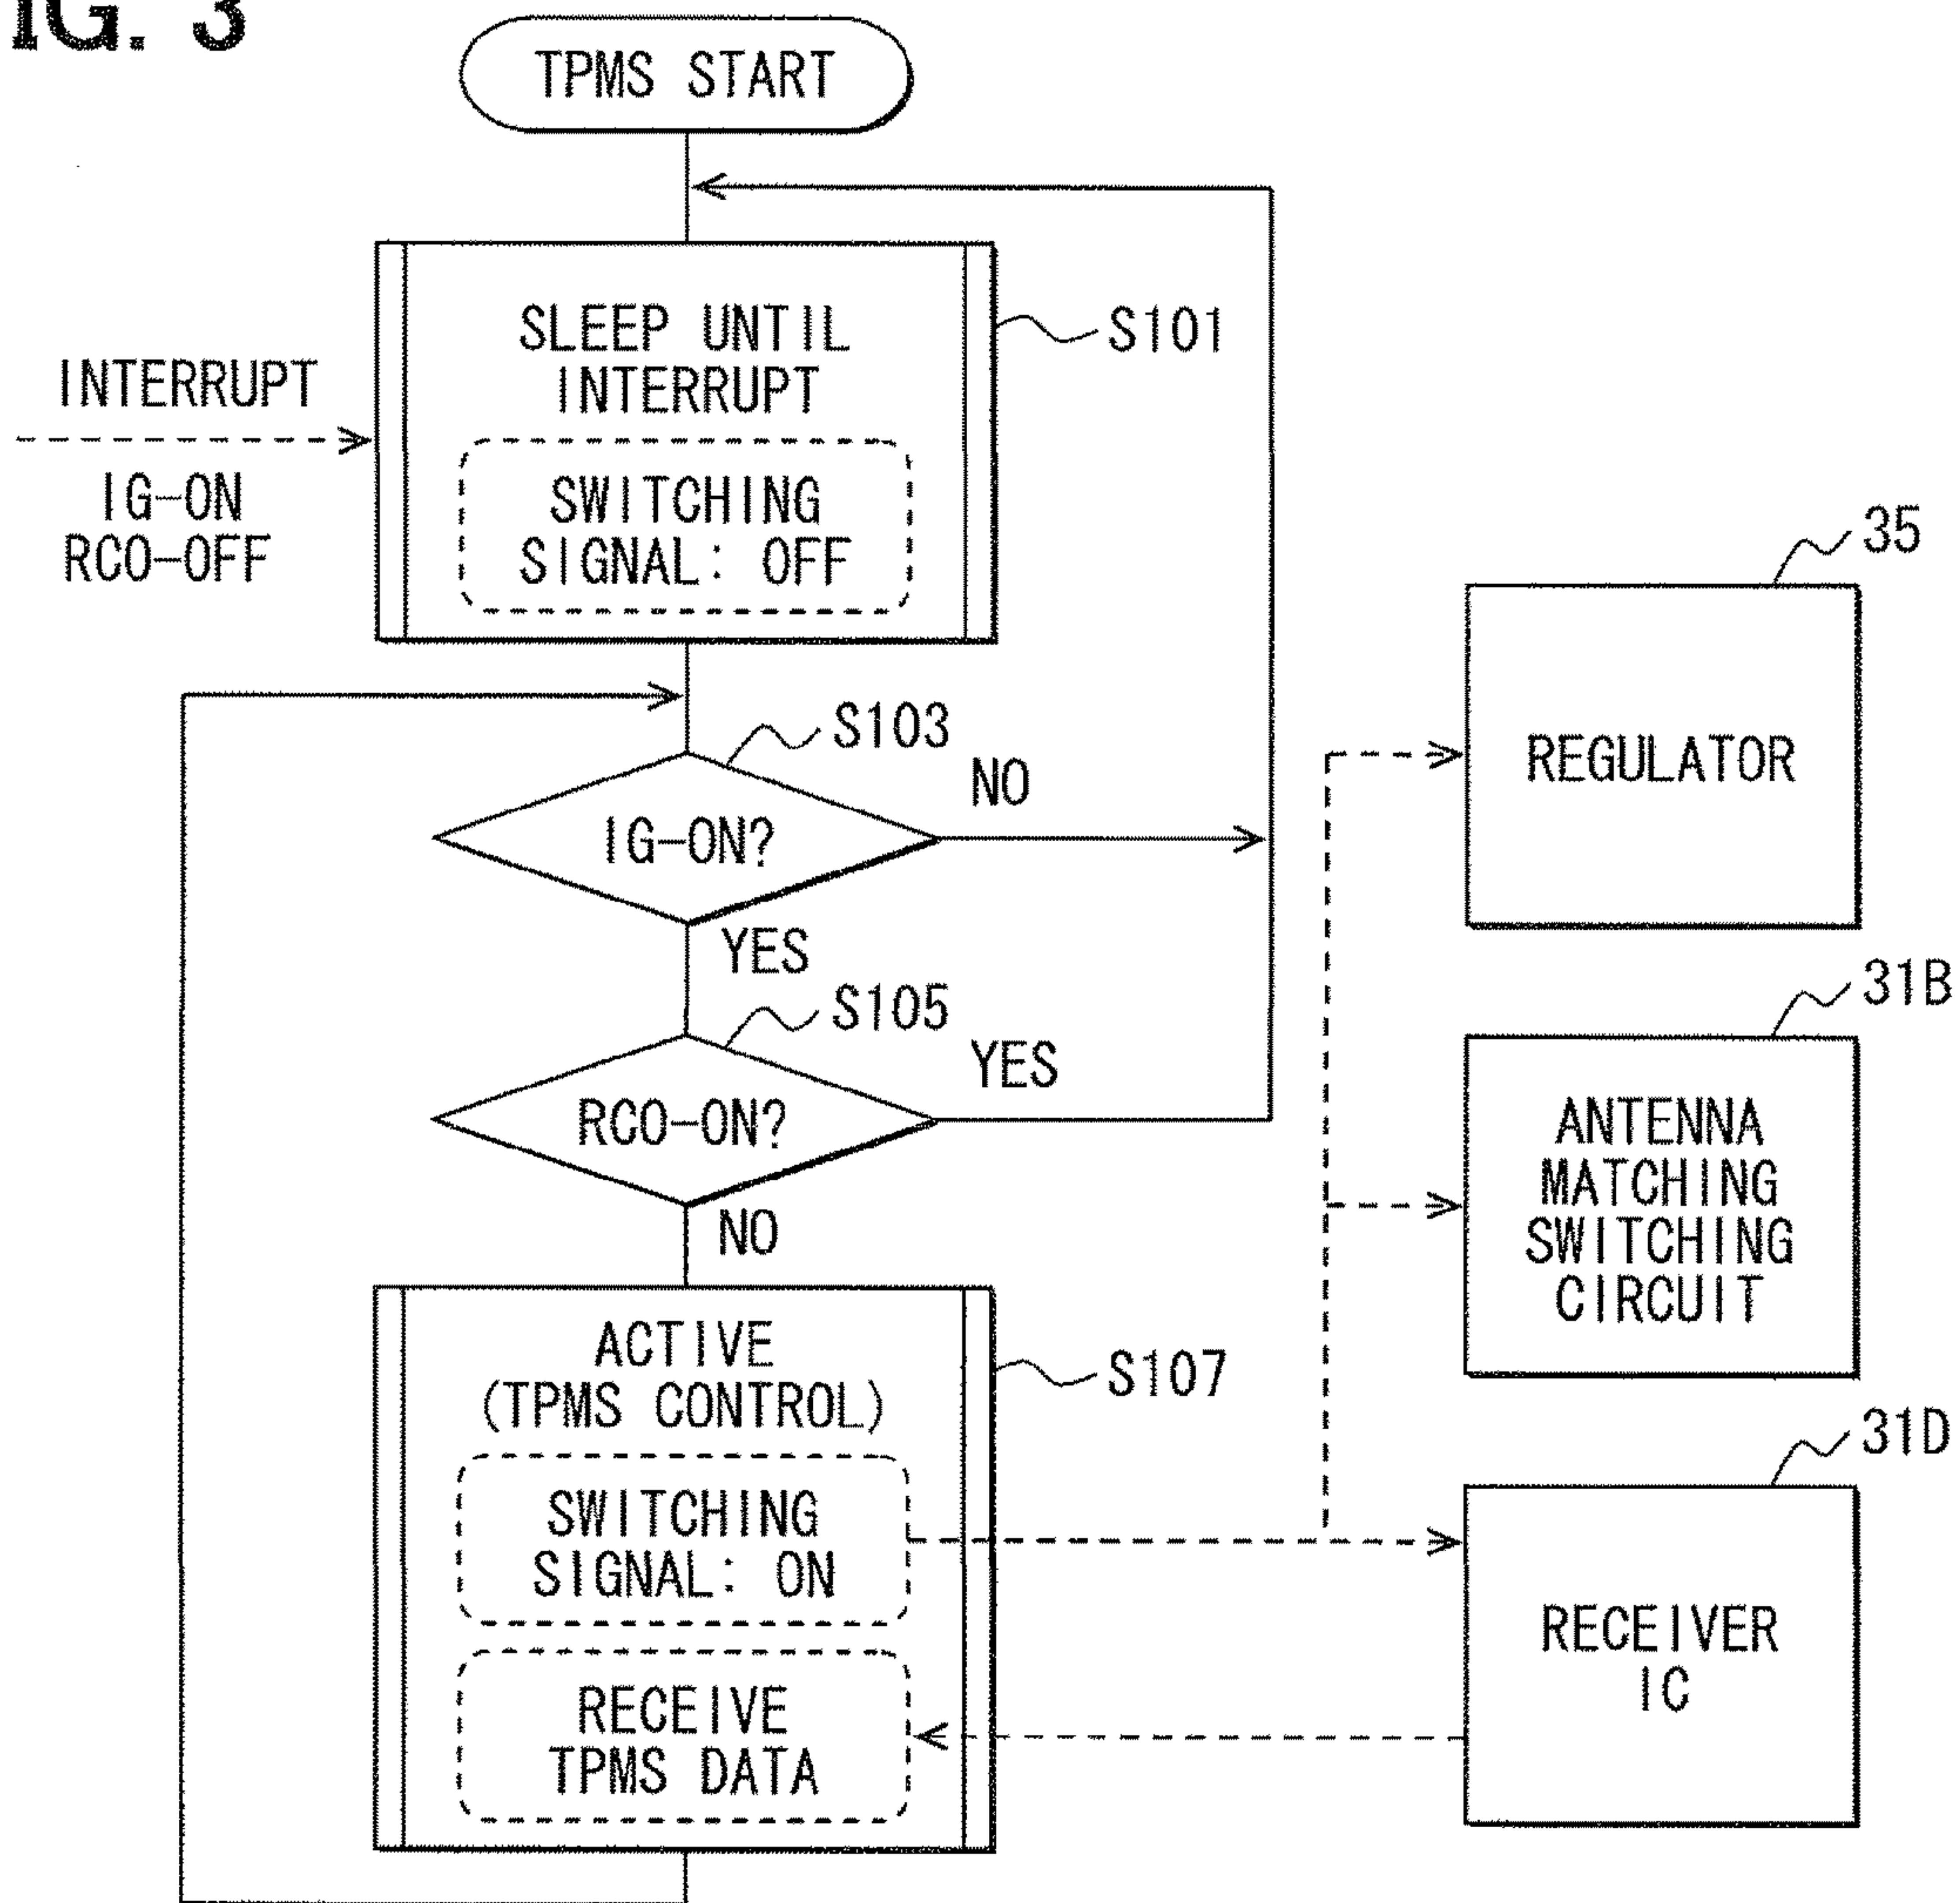 IG. 3
TPMS START
SLEEP UNTIL
INTERRUPT
SWITCHING
SIGNAL: OFF
S101
INTERRUPT
IG-ON
RCO-OFF
S103
IG-ON?
NO
YES
S105
RCO-ON?
YES
NO
ACTIVE
(TPMS CONTROL)
SWITCHING
SIGNAL: ON
RECEIVE
TPMS DATA
S107
35
REGULATOR
31B
ANTENNA
MATCHING
SWITCHING
CIRCUIT
31D
RECEIVER
IC